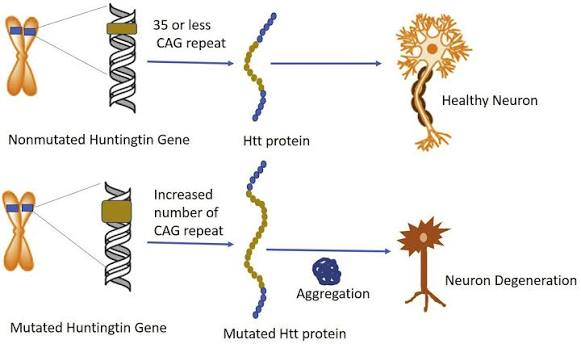 35 or less
CAG repeat
Nonmutated Huntingtin Gene
Htt protein
Healthy Neuron
Increased
number of
CAG repeat
Aggregation
Neuron Degeneration
Mutated Huntingtin Gene
Mutated Htt protein